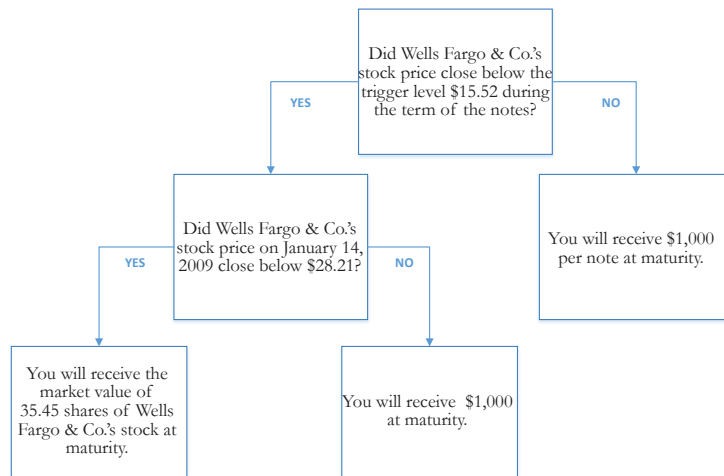 Did Wells Fargo & Co.'s
stock price close below the
trigger level $15.52 during
the term of the notes?
YES
NO
Did Wells Fargo & Co.'s
stock price on January 14,
2009 close below $28.21?
You will receive $1,000
per note at maturity.
YES
NO
You will receive the
market value of
35.45 shares of Wells
Fargo & Co.'s stock at
maturity.
You will receive $1,000
at maturity.